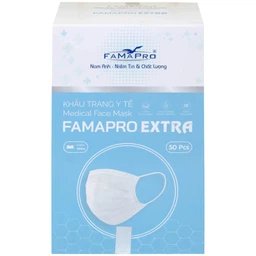 FAMAPRO
Nam Anh - Niềm Tin & Chất Lượng
KHẨU TRANG Y TẾ
Medical Face Mask
FAMAPRO EXTRA
50 Pcs